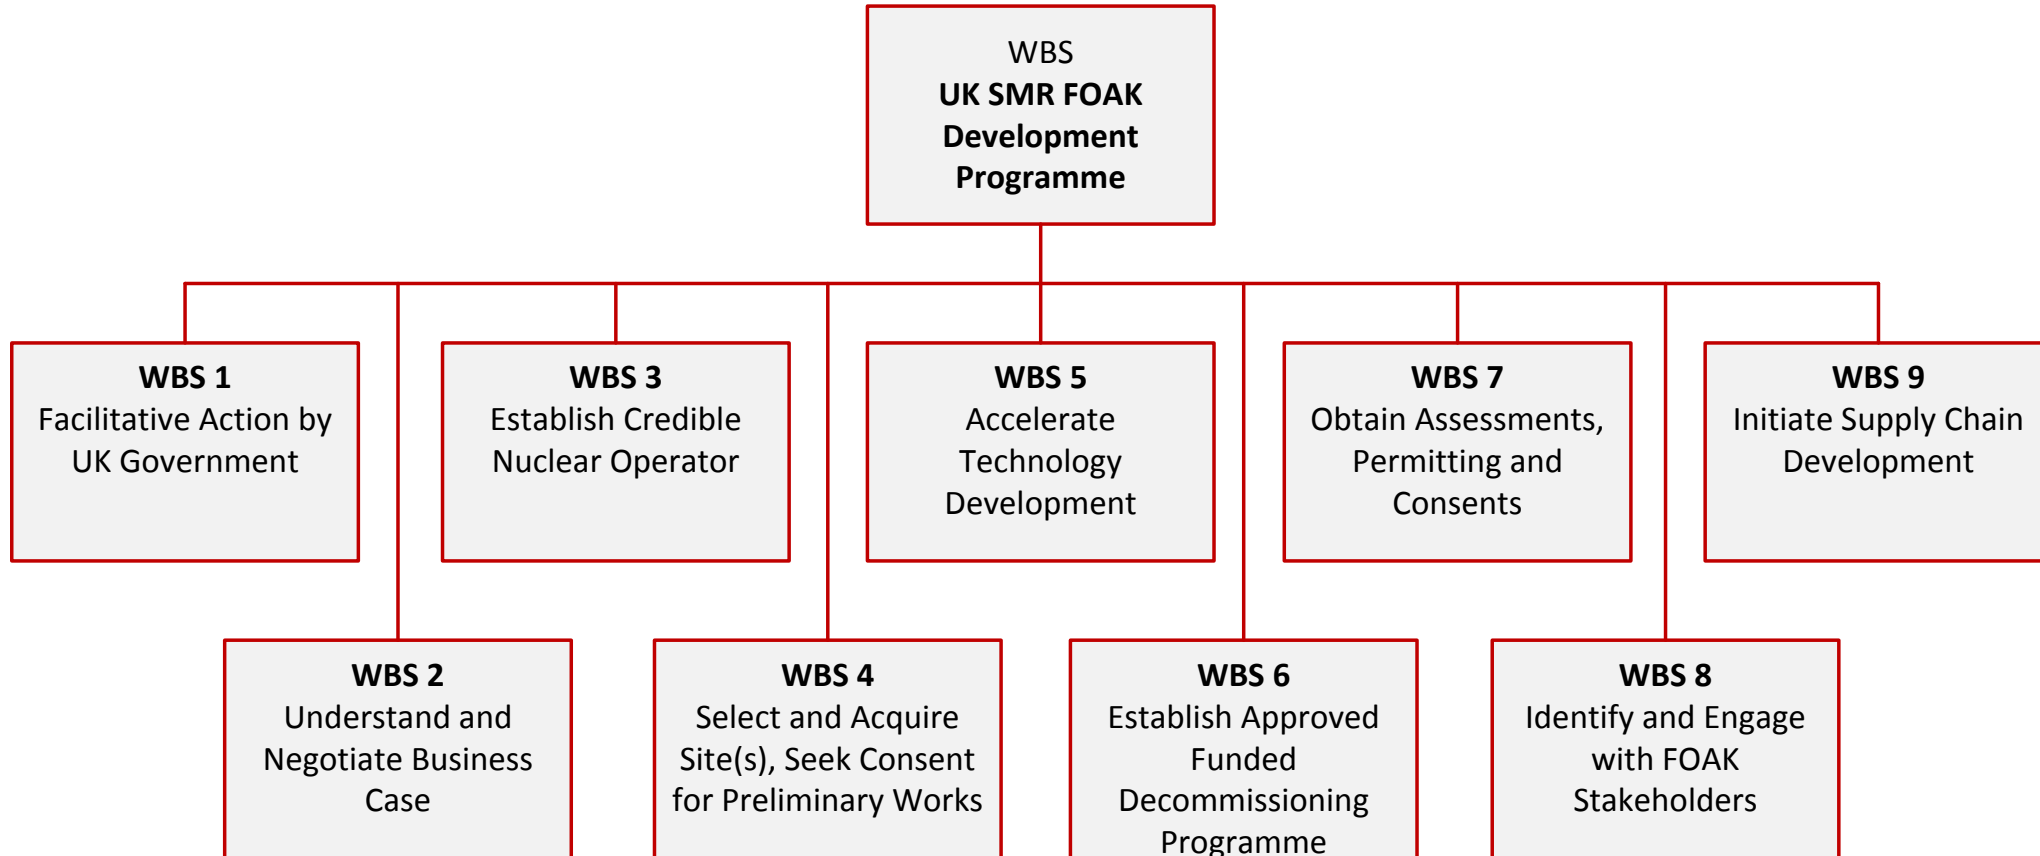 WBS
UK SMR FOAK
Development
Programme
WBS 1
Facilitative Action by
UK Government
WBS 3
Establish Credible
Nuclear Operator
WBS 5
Accelerate
Technology
Development
WBS 7
Obtain Assessments,
Permitting and
Consents
WBS 9
Initiate Supply Chain
Development
WBS 2
Understand and
Negotiate Business
Case
WBS 4
Select and Acquire
Site(s), Seek Consent
for Preliminary Works
WBS 6
Establish Approved
Funded
Decommissioning
Programme
WBS 8
Identify and Engage
with FOAK
Stakeholders